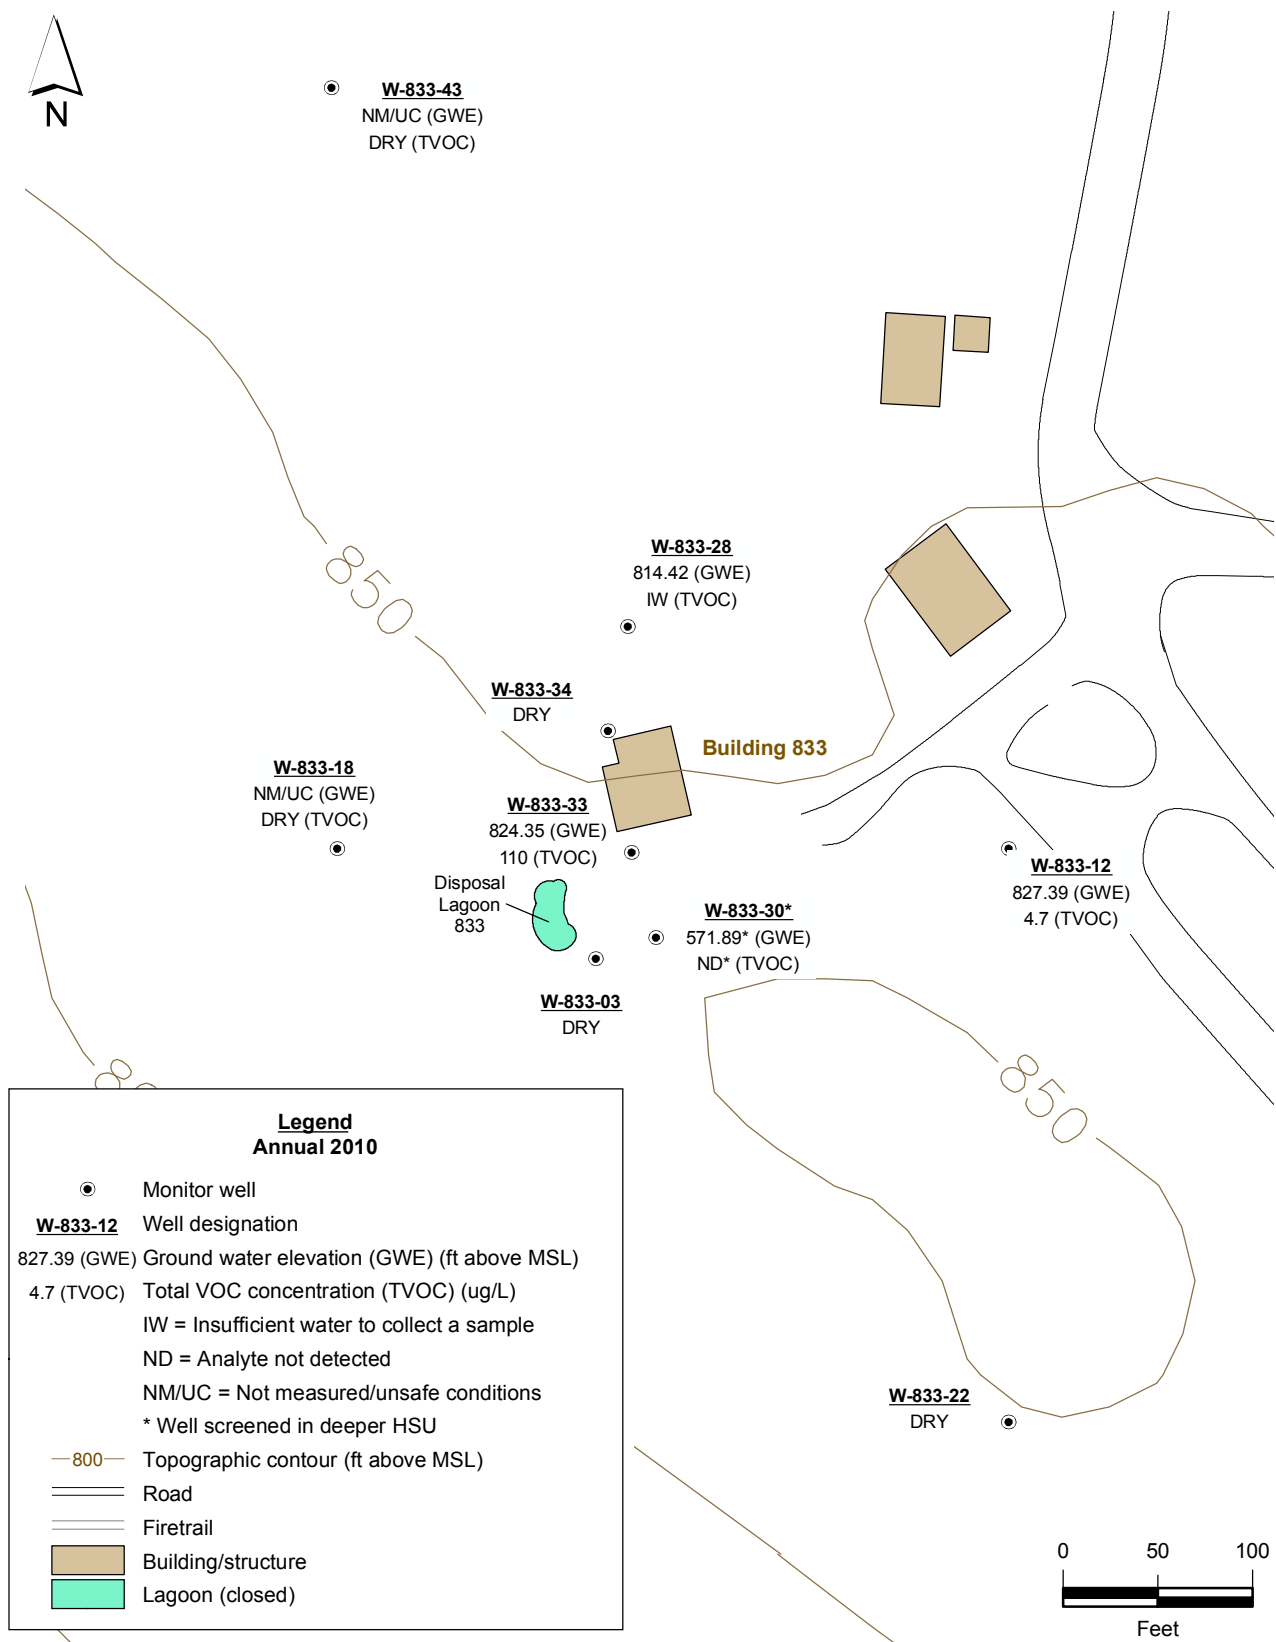 N
W-833-43
NM/UC (GWE)
DRY (TVOC)
850
W-833-28
814.42 (GWE)
IW (TVOC)
W-833-34
DRY
Building 833
W-833-18
NM/UC (GWE)
DRY (TVOC)
W-833-33
824.35 (GWE)
110 (TVOC)
W-833-12
827.39 (GWE)
4.7 (TVOC)
Disposal
Lagoon
833
W-833-30*
571.89* (GWE)
ND* (TVOC)
W-833-03
DRY
850
Legend
Annual 2010
Monitor well
W-833-12 Well designation
827.39 (GWE) Ground water elevation (GWE) (ft above MSL)
4.7 (TVOC) Total VOC concentration (TVOC) (ug/L)
IW = Insufficient water to collect a sample
ND = Analyte not detected
NM/UC = Not measured/unsafe conditions
* Well screened in deeper HSU
800 Topographic contour (ft above MSL)
Road
Firetrail
Building/structure
Lagoon (closed)
W-833-22
DRY
0 50 100
Feet